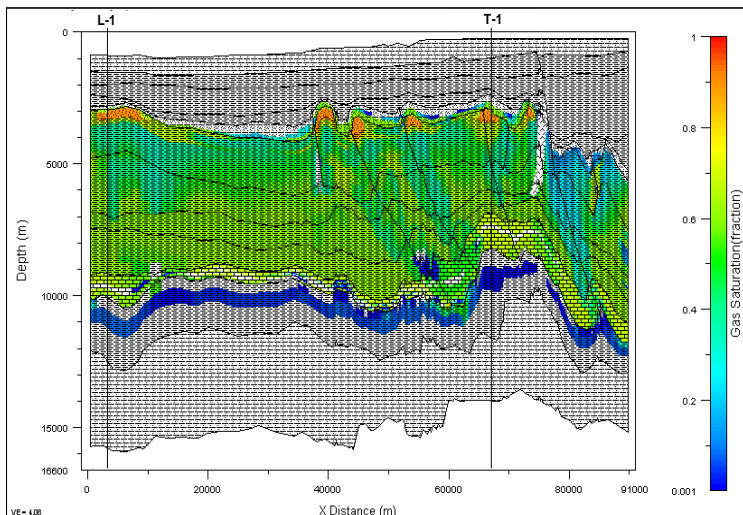 L-1
T-1
0
5000
10000
15000
16600
Depth (m)
0
20000
40000
60000
80000
91000
X Distance (m)
VE= 4.08
1
0.8
0.6
0.4
0.2
0.001
Gas Saturation(fraction)